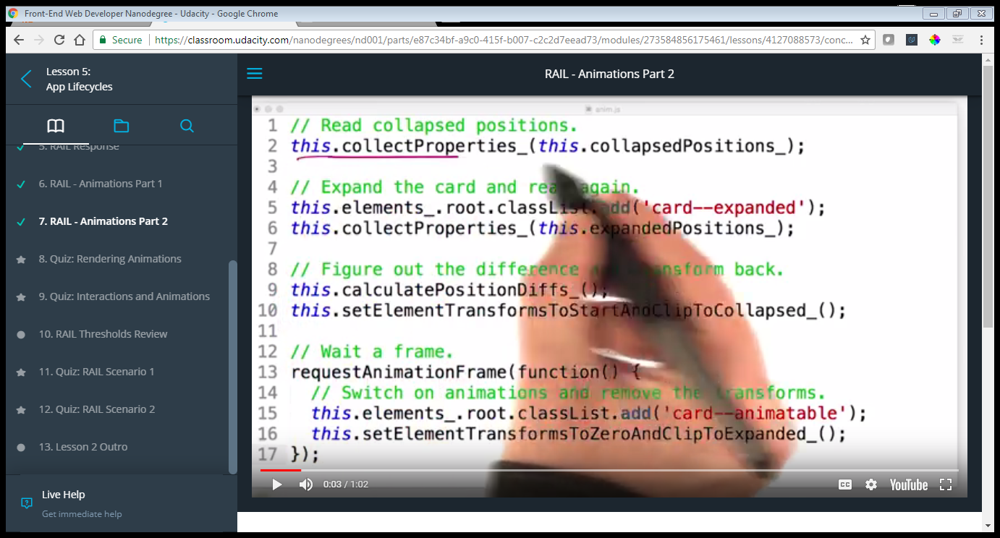 Front-End Web Developer Nanodegree - Udacity - Google Chrome
Secure
https://classroom.udacity.com/nanodegrees/nd001/parts/e87c34bf-a9c0-415f-b007-c2c2d7eead73/modules/273584856175461/lessons/4127088573/conc...
Lesson 5:
App Lifecycles
5. RAIL Response
6. RAIL - Animations Part 1
7. RAIL - Animations Part 2
8. Quiz: Rendering Animations
9. Quiz: Interactions and Animations
10. RAIL Thresholds Review
11. Quiz: RAIL Scenario 1
12. Quiz: RAIL Scenario 2
13. Lesson 2 Outro
Live Help
Get immediate help
RAIL - Animations Part 2
anim.js
1 // Read collapsed positions.
2 this.collectProperties_(this.collapsedPositions_);
3
4 // Expand the card and again.
5 this.elements_.root.classList.add('card--expanded');
6 this.collectProperties_(this.expandedPositions_);
7
8 // Figure out the difference back.
9 this.calculatePositionDiffs_();
10 this.setElementTransformsToStartAndClipToCollapsed_();
11
12 // Wait a frame.
13 requestAnimationFrame(function() {
14 // Switch on animations and remove the transforms.
15 this.elements_.root.classList.add('card--animatable');
16 this.setElementTransformsToZeroAndClipToExpanded_();
17 });
0:03 / 1:02
CC
YouTube